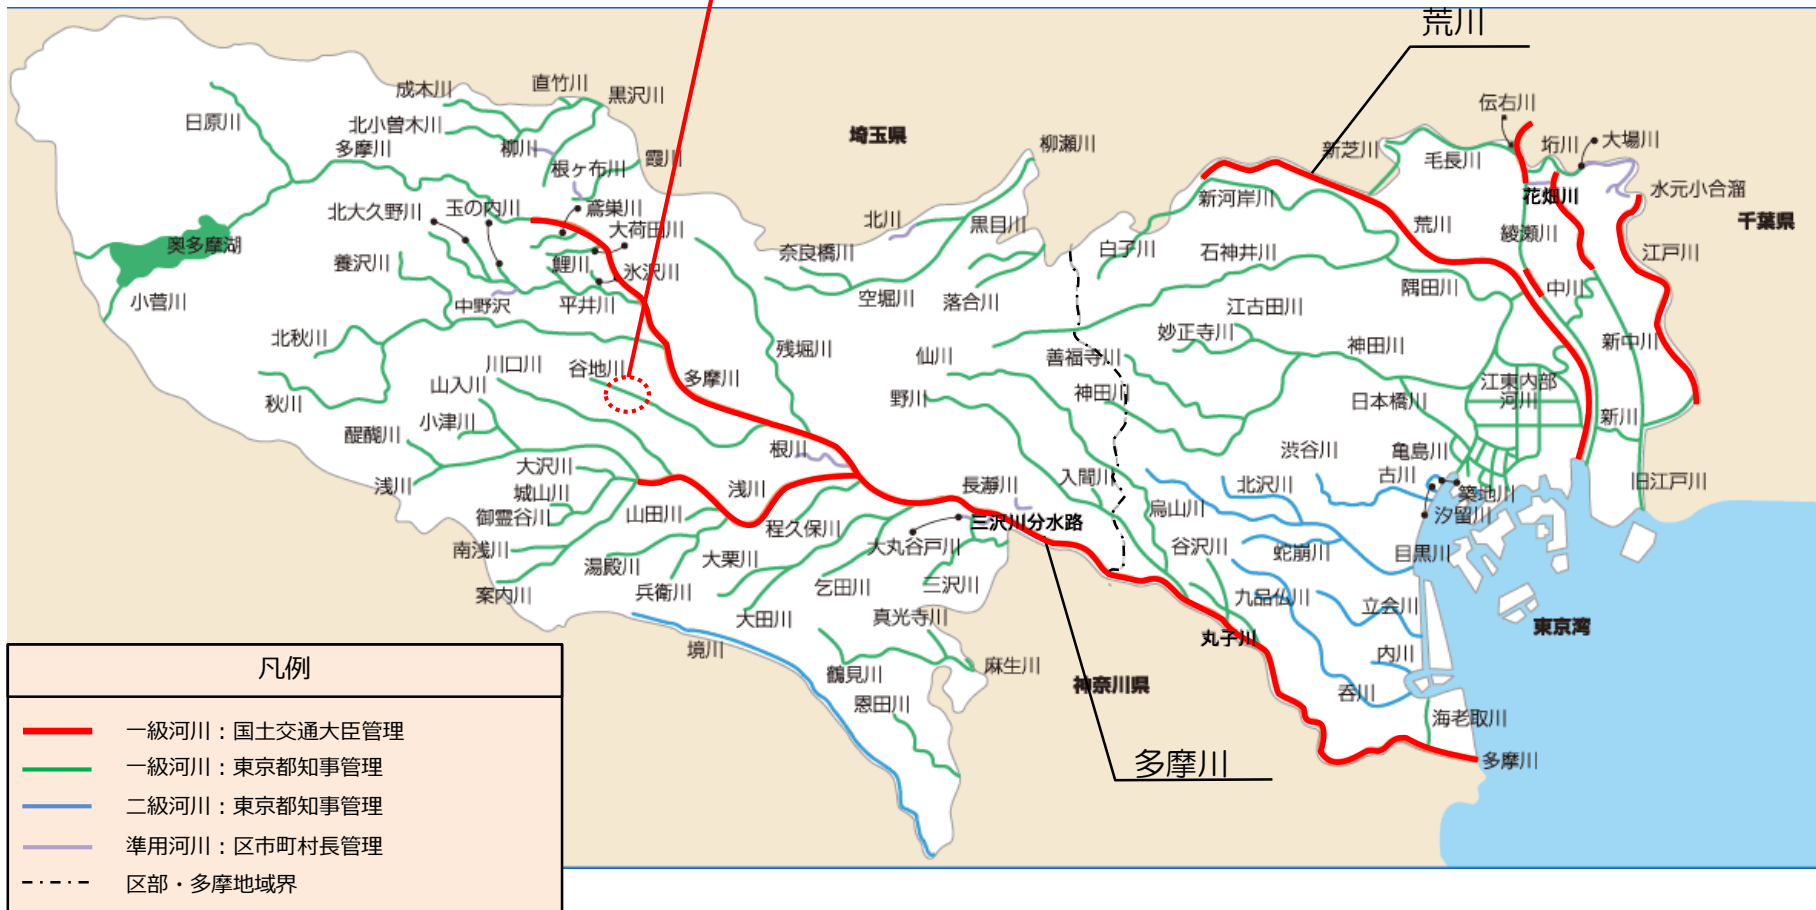 荒川
直竹川
成木川
黒沢川
伝右川
日原川
北小曽木川
埼玉県
柳瀬川
大場川
垳川
多摩川
柳川
霞川
新芝川
毛長川
根ヶ布川
水元小合溜
北大久野川
玉の内川
鳶巣川
新河岸川
花畑川
千葉県
北川
黒目川
荒川
綾瀬川
大荷田川
奥多摩湖
奈良橋川
白子川
石神井川
江戸川
養沢川
鯉川
氷沢川
小菅川
中野沢
平井川
空堀川
落合川
隅田川
中川
江古田川
北秋川
妙正寺川
新中川
残堀川
仙川
善福寺川
神田川
川口川
谷地川
多摩川
山入川
江東内部
河川
秋川
野川
神田川
日本橋川
新川
小津川
醍醐川
根川
渋谷川
亀島川
大沢川
浅川
入間川
古川
浅川
長瀞川
北沢川
旧江戸川
城山川
築地川
御霊谷川
山田川
程久保川
三沢川分水路
烏山川
汐留川
南浅川
大丸谷戸川
谷沢川
蛇崩川
目黒川
湯殿川
大栗川
案内川
兵衛川
乞田川
三沢川
九品仏川
立会川
大田川
真光寺川
東京湾
丸子川
境川
内川
凡例
鶴見川
麻生川
神奈川県
呑川
恩田川
海老取川
一級河川：国土交通大臣管理
多摩川
多摩川
一級河川：東京都知事管理
二級河川：東京都知事管理
準用河川：区市町村長管理
区部・多摩地域界